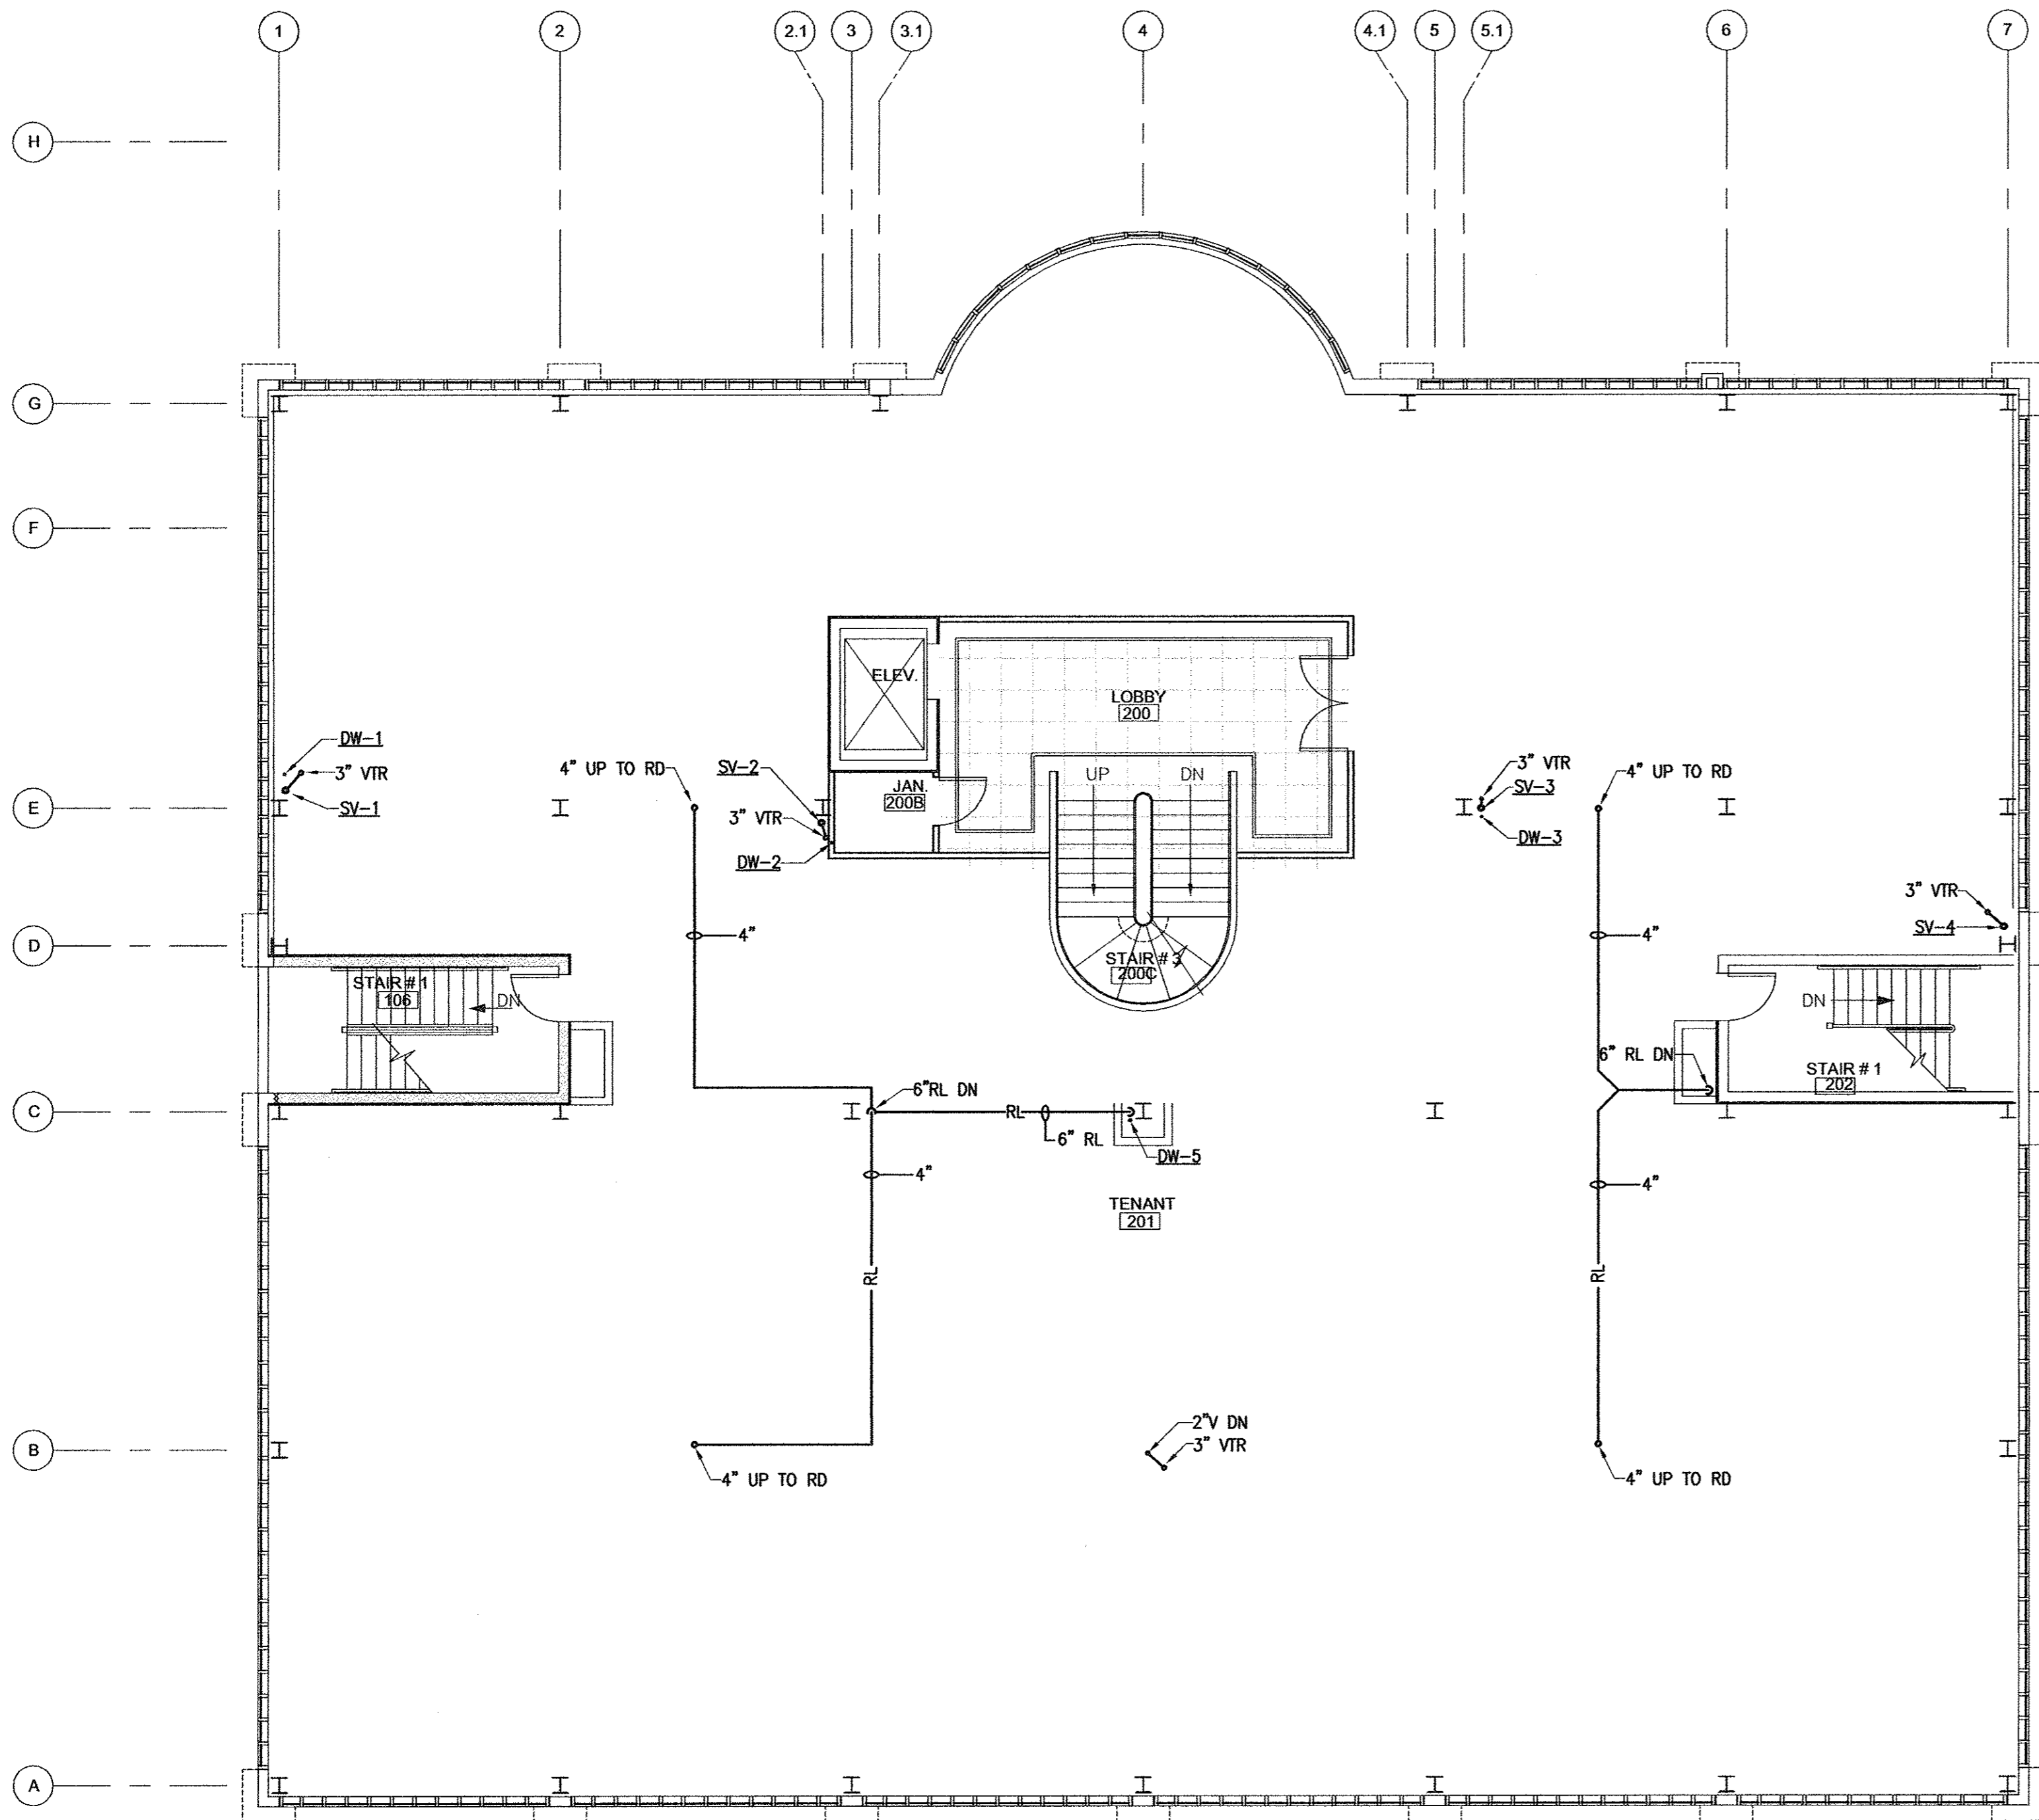 1 2 2.1 3 3.1 4 4.1 5 5.1 6 7
H
G
F
ELEV.
LOBBY
200
DW-1
3" VTR
SV-1
4" UP TO RD
SV-2
3" VTR
DW-2
JAN.
200B
UP DN
3" VTR
SV-3
DW-3
4" UP TO RD
E
3" VTR
SV-4
D
4"
4"
STAIR # 3
200C
STAIR # 1
106
DN
DN
6" RL DN
STAIR # 1
202
C
6"RL DN
RL
6" RL
DW-5
4"
4"
TENANT
201
RL
RL
B
2"V DN
3" VTR
4" UP TO RD
4" UP TO RD
A